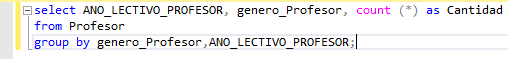 select ANO_LECTIVO_PROFESOR, genero_Profesor, count (*) as Cantidad
from Profesor
group by genero_Profesor,ANO_LECTIVO_PROFESOR;